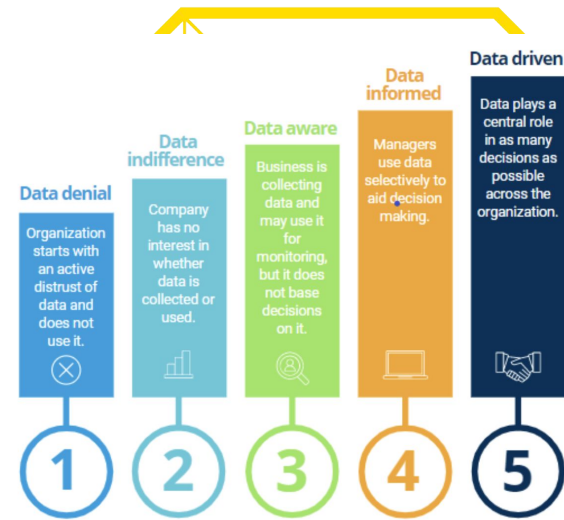 Data denial
Organization
starts with
an active
distrust of
data and
does not
use it.
1
Data
indifference
Company
has no
interest in
whether
data is
collected or
used.
2
Data aware
Business is
collecting
data and
may use it
for
monitoring,
but it does
not base
decisions
on it.
3
Data
informed
Managers
use data
selectively to
aid decision
making.
4
Data driven
Data plays a
central role
in as many
decisions as
possible
across the
organization.
5